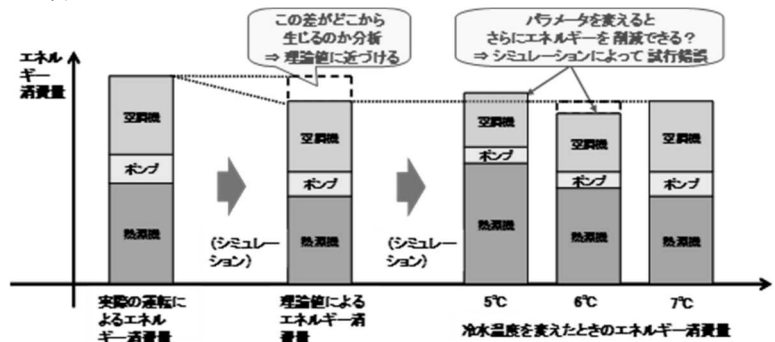 この差がどこから
生じるのか分析
⇒ 理論値に近づける
パラメータを変えると
さらにエネルギーを 削減できる?
⇒ シミュレーションによって 試行錯誤
エネル
ギー
消費量
空調機
ポンプ
熱源機
(シミュレー
ション)
空調機
ポンプ
熱源機
(シミュレー
ション)
空調機
ポンプ
熱源機
空調機
ポンプ
熱源機
空調機
ポンプ
熱源機
実際の運転に
よるエネル
ギー消費量
理論値による
エネルギー消
費量
5℃
6℃
7℃
冷水温度を変えたときのエネルギー消費量